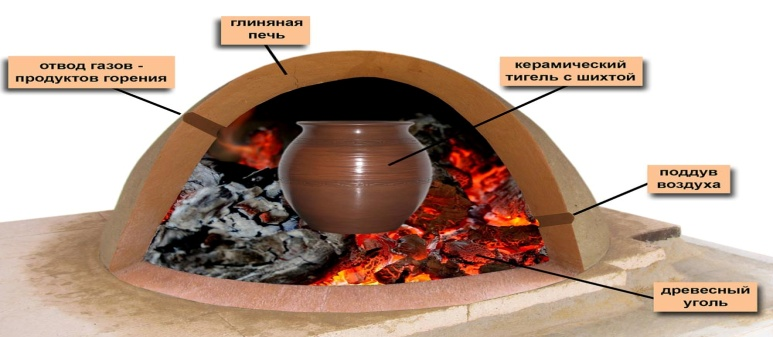 глиняная
печь
отвод газов -
продуктов горения
керамический
тигель с шихтой
поддув
воздуха
древесный
уголь